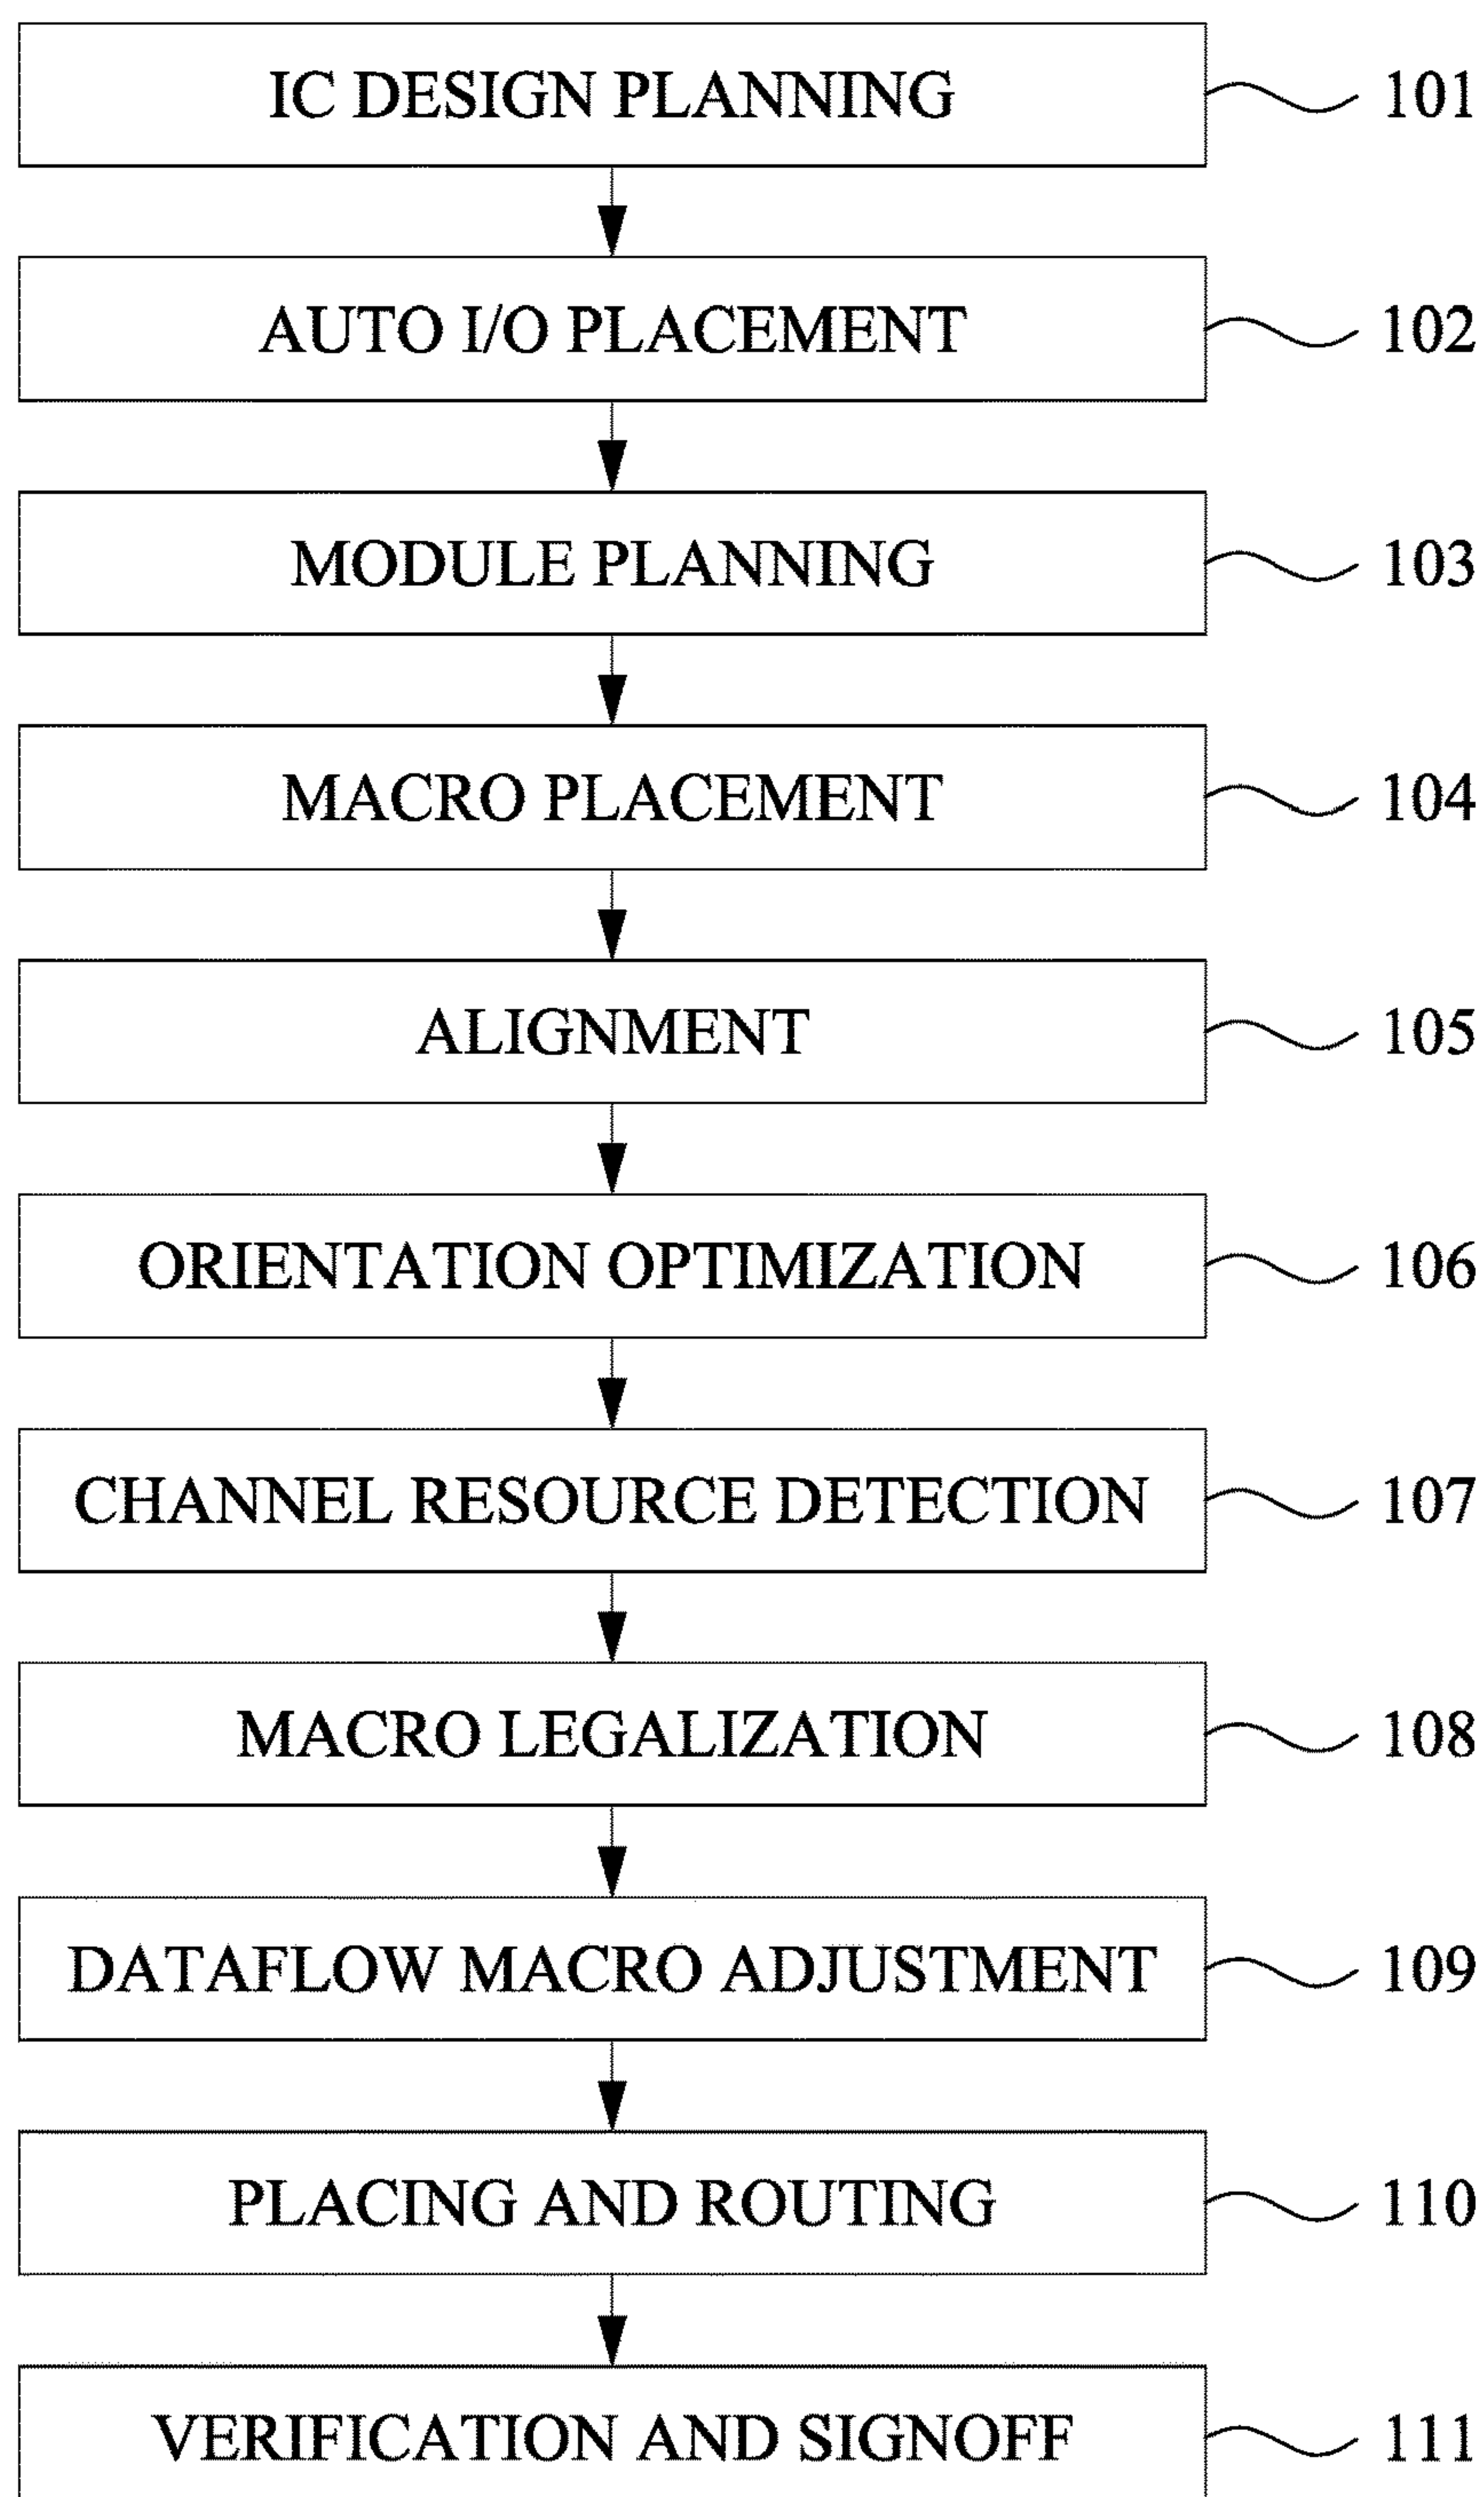 IC DESIGN PLANNING 101
AUTO I/O PLACEMENT 102
MODULE PLANNING 103
MACRO PLACEMENT 104
ALIGNMENT 105
ORIENTATION OPTIMIZATION 106
CHANNEL RESOURCE DETECTION 107
MACRO LEGALIZATION 108
DATAFLOW MACRO ADJUSTMENT 109
PLACING AND ROUTING 110
VERIFICATION AND SIGNOFF 111